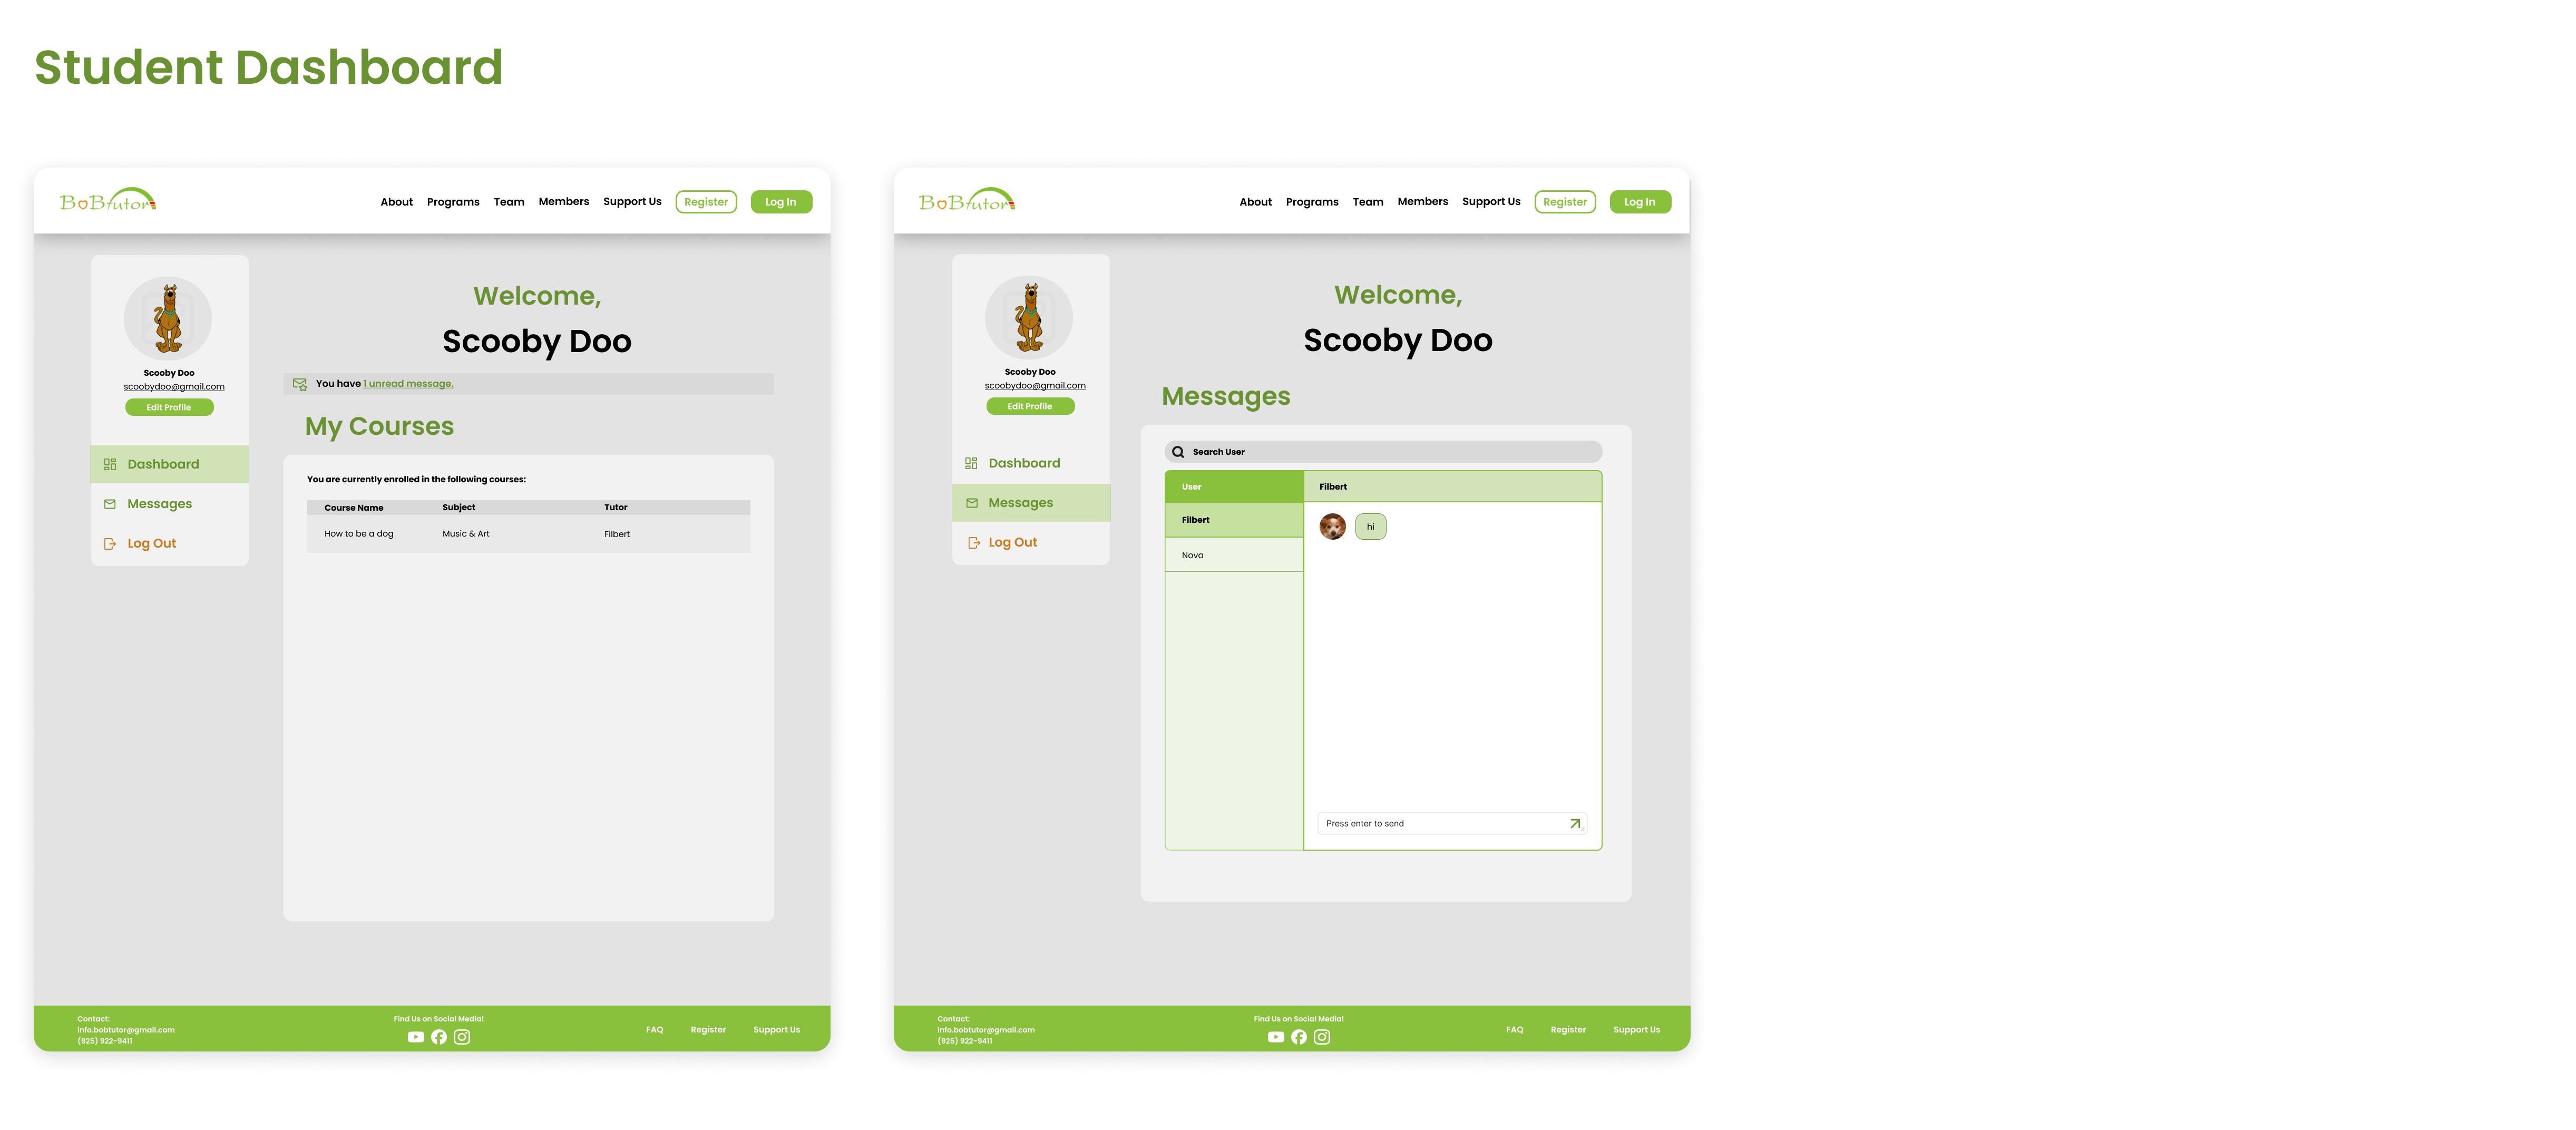 Student Dashboard
BoBtutor
About Programs Team Members Support Us Register Log In
Scooby Doo
scoobydoo@gmail.com
Edit Profile
Dashboard
Messages
Log Out
Welcome,
Scooby Doo
You have 1 unread message.
My Courses
You are currently enrolled in the following courses:
Course Name Subject Tutor
How to be a dog Music & Art Filbert
Contact:
info.bobtutor@gmail.com
(925) 922-9411
Find Us on Social Media!
FAQ Register Support Us
BoBtutor
About Programs Team Members Support Us Register Log In
Scooby Doo
scoobydoo@gmail.com
Edit Profile
Dashboard
Messages
Log Out
Welcome,
Scooby Doo
Messages
Search User
User
Filbert
Nova
Filbert
hi
Press enter to send
Contact:
info.bobtutor@gmail.com
(925) 922-9411
Find Us on Social Media!
FAQ Register Support Us